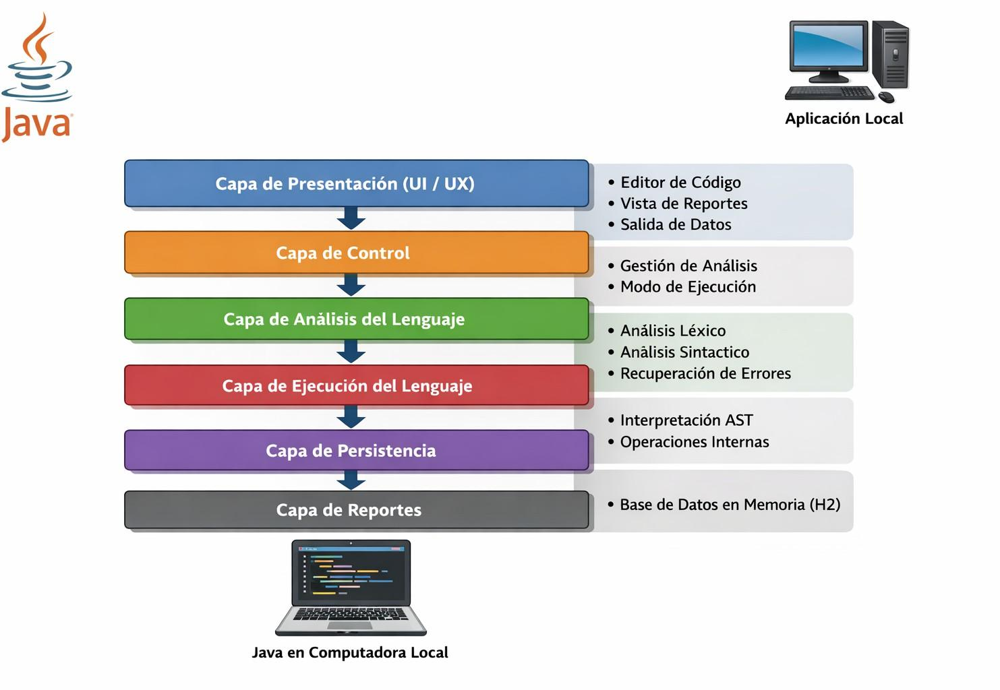 Java
Aplicación Local
Capa de Presentación (UI / UX)
• Editor de Código
• Vista de Reportes
• Salida de Datos
Capa de Control
• Gestión de Análisis
• Modo de Ejecución
Capa de Análisis del Lenguaje
• Análisis Léxico
• Anàlisis Sintactico
• Recuperación de Errores
Capa de Ejecución del Lenguaje
• Interpretación AST
• Operaciones Internas
Capa de Persistencia
Capa de Reportes
• Base de Datos en Memoria (H2)
Java en Computadora Local